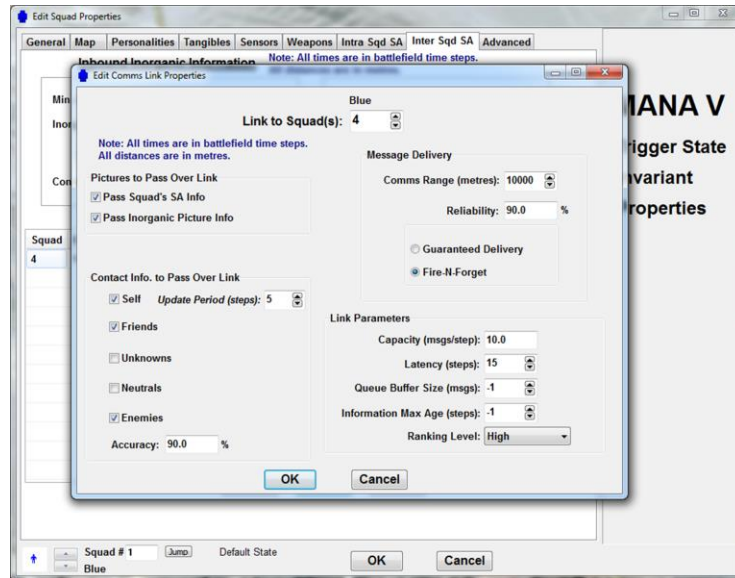 Edit Squad Properties
General Map Personalities Tangibles Sensors Weapons Intra Sqd SA Inter Sqd SA Advanced
Inbound Inorganic Information Note: All times are in battlefield time steps.
Edit Comms Link Properties
Min
Inor
Con
Squad
4
Blue
Link to Squad(s): 4
Note: All times are in battlefield time steps.
All distances are in metres.
Pictures to Pass Over Link
Pass Squad's SA Info
Pass Inorganic Picture Info
Contact Info. to Pass Over Link
Self Update Period (steps): 5
Friends
Unknowns
Neutrals
Enemies
Accuracy: 90.0 %
Message Delivery
Comms Range (metres): 10000
Reliability: 90.0 %
Guaranteed Delivery
Fire-N-Forget
Link Parameters
Capacity (msgs/step): 10.0
Latency (steps): 15
Queue Buffer Size (msgs): -1
Information Max Age (steps): -1
Ranking Level: High
OK Cancel
MANA V
rigger State
nvariant
roperties
Squad # 1 Jump Default State
Blue
OK Cancel